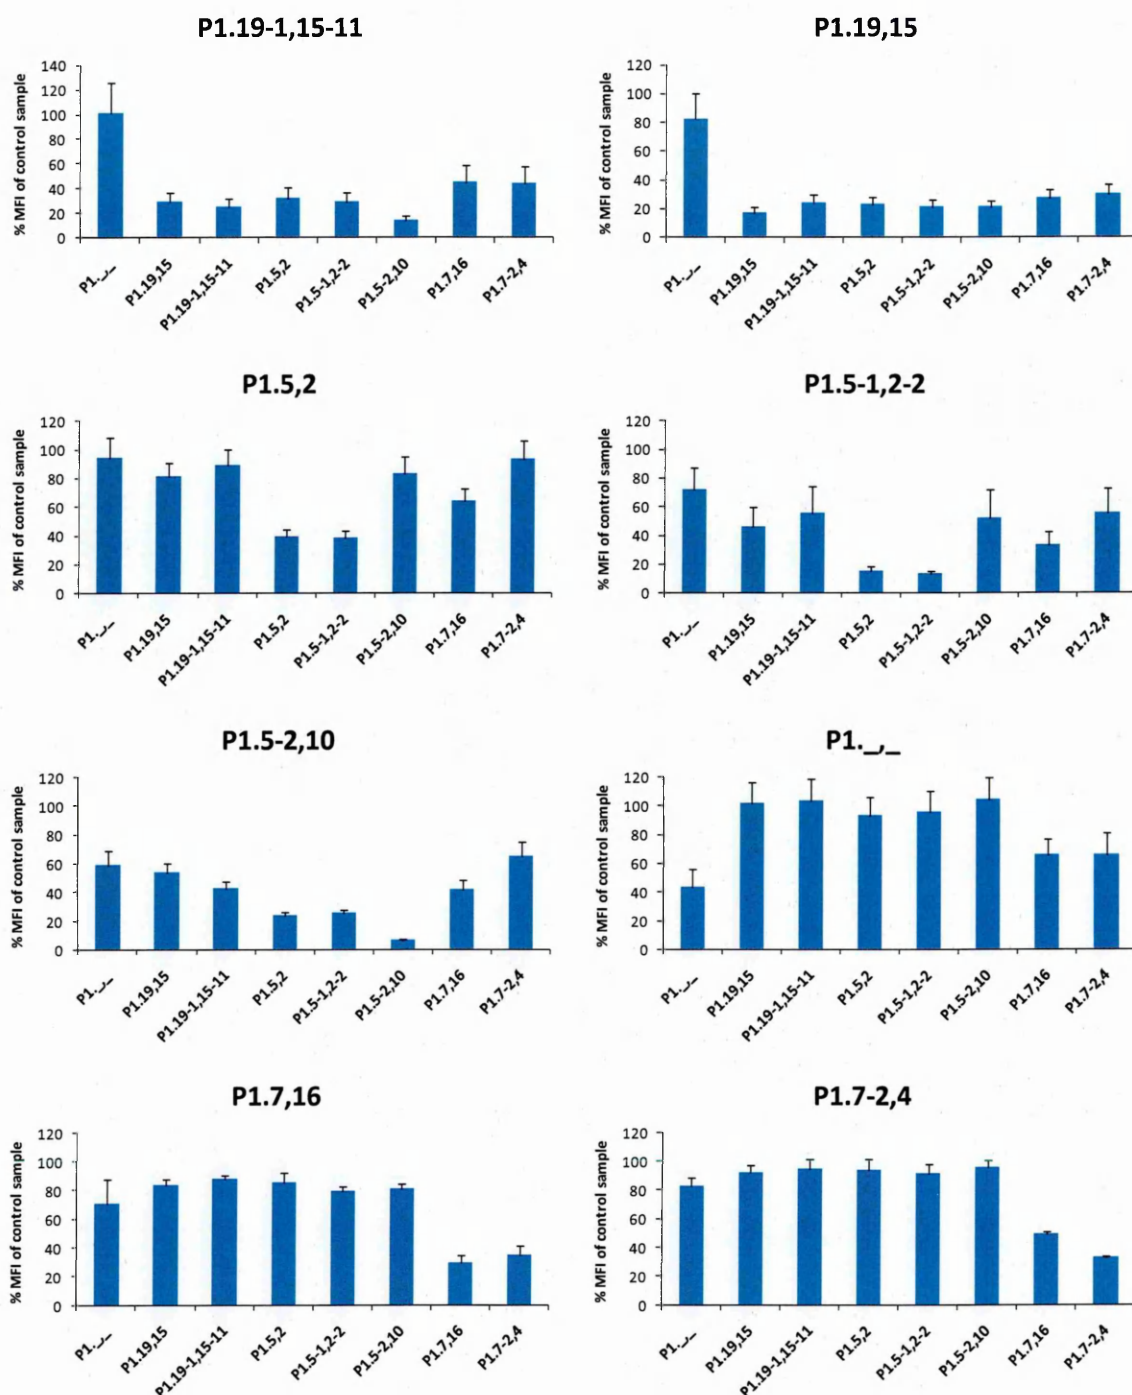 P1.19-1,15-11
% MFI of control sample
140
120
100
80
60
40
20
0
P1._,_
P1.19,15
P1.19-1,15-11
P1.5,2
P1.5-1,2-2
P1.5-2,10
P1.7,16
P1.7-2,4
P1.19,15
% MFI of control sample
120
100
80
60
40
20
0
P1._,_
P1.19,15
P1.19-1,15-11
P1.5,2
P1.5-1,2-2
P1.5-2,10
P1.7,16
P1.7-2,4
P1.5,2
% MFI of control sample
120
100
80
60
40
20
0
P1._,_
P1.19,15
P1.19-1,15-11
P1.5,2
P1.5-1,2-2
P1.5-2,10
P1.7,16
P1.7-2,4
P1.5-1,2-2
% MFI of control sample
120
100
80
60
40
20
0
P1._,_
P1.19,15
P1.19-1,15-11
P1.5,2
P1.5-1,2-2
P1.5-2,10
P1.7,16
P1.7-2,4
P1.5-2,10
% MFI of control sample
120
100
80
60
40
20
0
P1._,_
P1.19,15
P1.19-1,15-11
P1.5,2
P1.5-1,2-2
P1.5-2,10
P1.7,16
P1.7-2,4
P1._,_
% MFI of control sample
120
100
80
60
40
20
0
P1._,_
P1.19,15
P1.19-1,15-11
P1.5,2
P1.5-1,2-2
P1.5-2,10
P1.7,16
P1.7-2,4
P1.7,16
% MFI of control sample
120
100
80
60
40
20
0
P1._,_
P1.19,15
P1.19-1,15-11
P1.5,2
P1.5-1,2-2
P1.5-2,10
P1.7,16
P1.7-2,4
P1.7-2,4
% MFI of control sample
120
100
80
60
40
20
0
P1._,_
P1.19,15
P1.19-1,15-11
P1.5,2
P1.5-1,2-2
P1.5-2,10
P1.7,16
P1.7-2,4